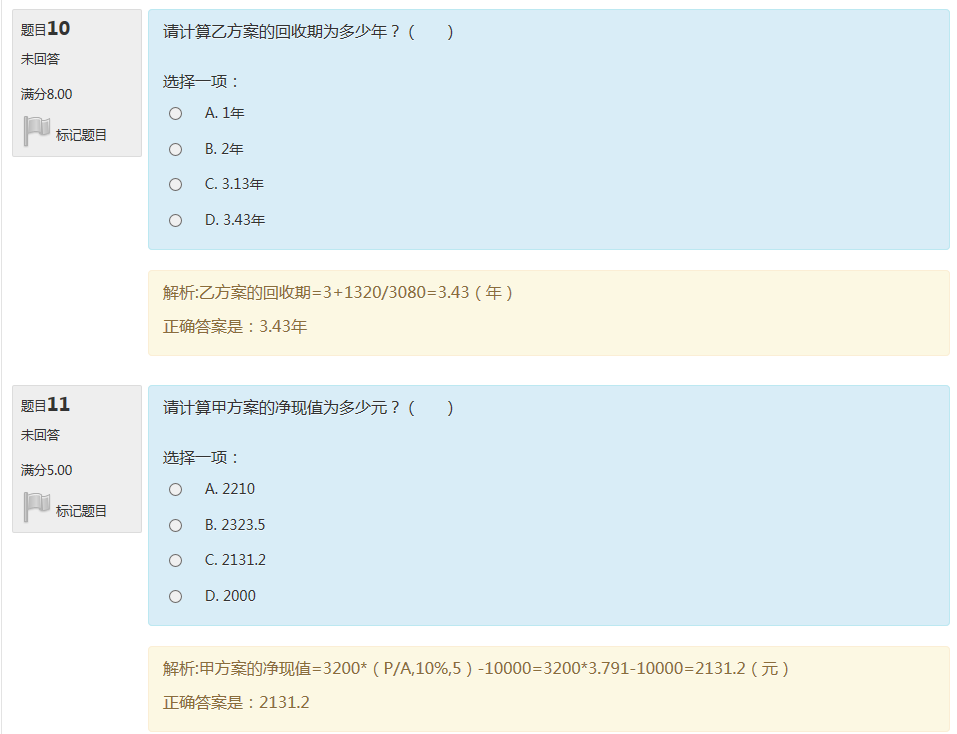 题目10
未回答
满分8.00
标记题目
请计算乙方案的回收期为多少年？（　　）
选择一项：
A. 1年
B. 2年
C. 3.13年
D. 3.43年
解析:乙方案的回收期=3+1320/3080=3.43（年）
正确答案是：3.43年
题目11
未回答
满分5.00
标记题目
请计算甲方案的净现值为多少元？（　　）
选择一项：
A. 2210
B. 2323.5
C. 2131.2
D. 2000
解析:甲方案的净现值=3200*（P/A,10%,5）-10000=3200*3.791-10000=2131.2（元）
正确答案是：2131.2